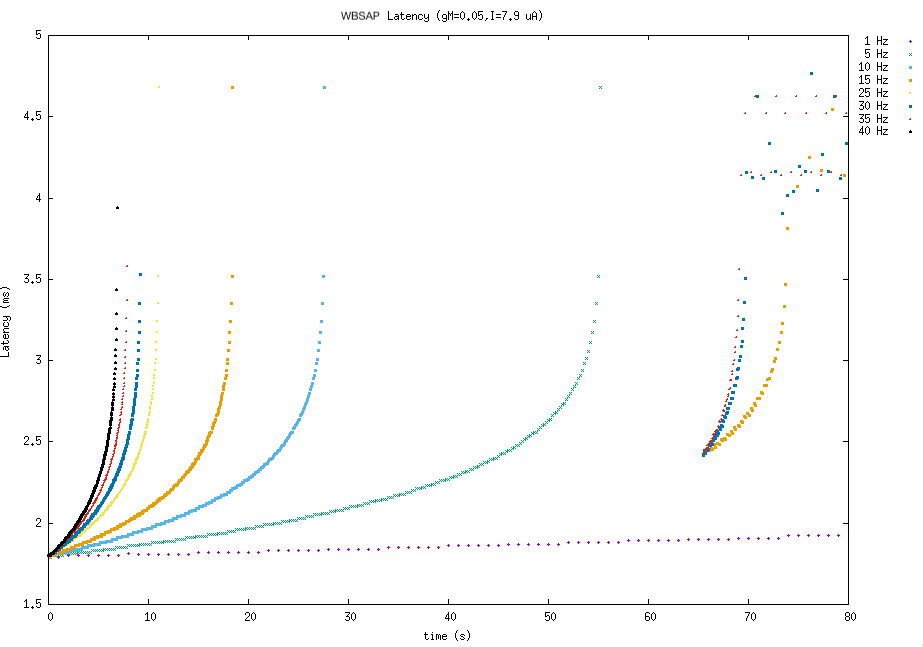 WBSAP Latency (gM=0.05,I=7.9 uA)
5
4.5
4
3.5
3
2.5
2
1.5
Latency (ms)
0 10 20 30 40 50 60 70 80
time (s)
1 Hz
5 Hz
10 Hz
15 Hz
25 Hz
30 Hz
35 Hz
40 Hz